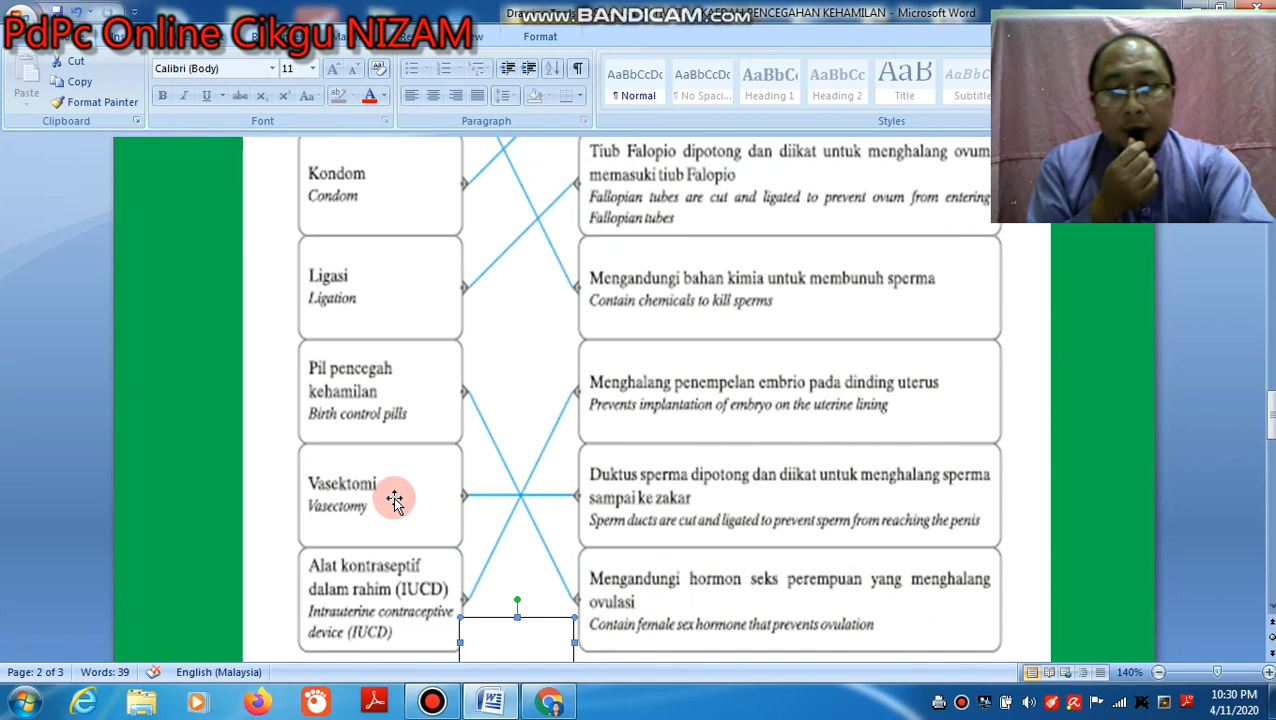 www.BANDICAM.com
PENCEGAHAN KEHAMILAN - Microsoft Word
PdPc Online Cikgu NIZAM
Format
Cut
Copy
Paste
Format Painter
Clipboard
Calibri (Body)
11
Font
Paragraph
AaBbCcDc
AaBbCcDc
AaBbC
AaBbCc
AaB
¶ Normal
¶ No Spaci...
Heading 1
Heading 2
Title
Subtitle
Styles
Kondom
Condom
Tiub Falopio dipotong dan diikat untuk menghalang ovum
memasuki tiub Falopio
Fallopian tubes are cut and ligated to prevent ovum from entering
Fallopian tubes
Ligasi
Ligation
Mengandungi bahan kimia untuk membunuh sperma
Contain chemicals to kill sperms
Pil pencegah
kehamilan
Birth control pills
Menghalang penempelan embrio pada dinding uterus
Prevents implantation of embryo on the uterine lining
Vasektomi
Vasectomy
Duktus sperma dipotong dan diikat untuk menghalang sperma
sampai ke zakar
Sperm ducts are cut and ligated to prevent sperm from reaching the penis
Alat kontraseptif
dalam rahim (IUCD)
Intrauterine contraceptive
device (IUCD)
Mengandungi hormon seks perempuan yang menghalang
ovulasi
Contain female sex hormone that prevents ovulation
Page: 2 of 3
Words: 39
English (Malaysia)
140%
10:30 PM
4/11/2020